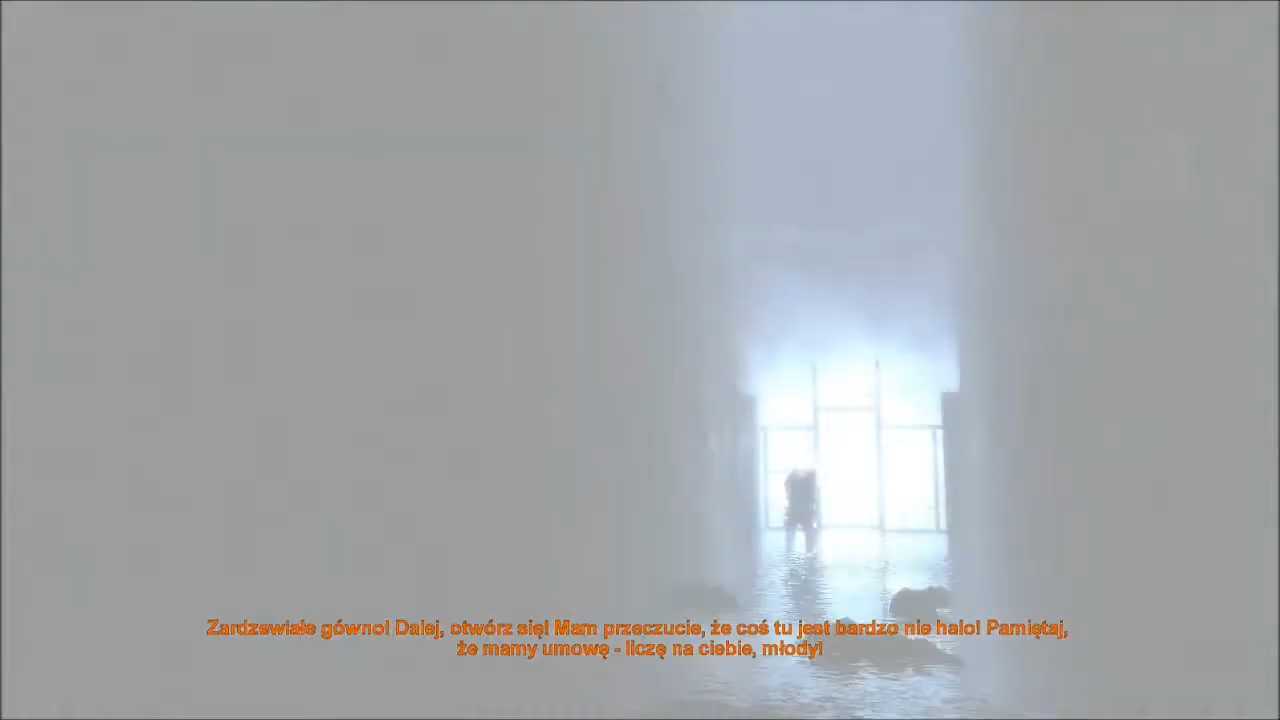 Zardzewiałe gówno! Dalej, otwórz się! Mam przeczucie, że coś tu jest bardzo nie halo! Pamiętaj,
że mamy umowę - liczę na ciebie, młody!